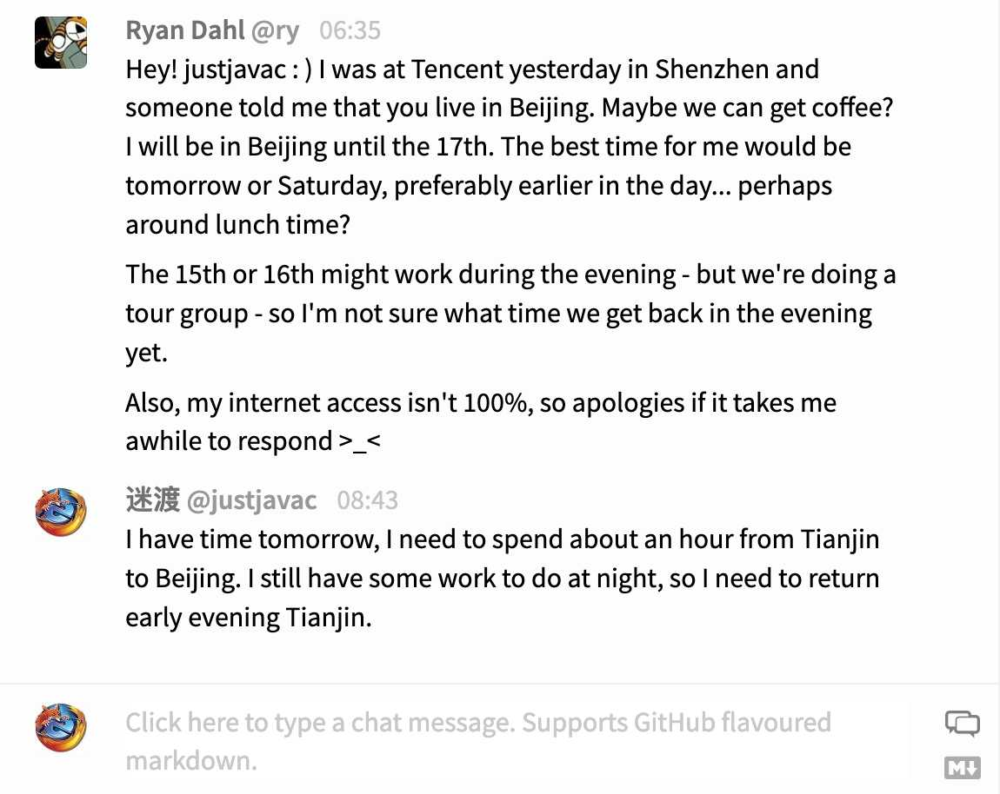 Ryan Dahl @ry 06:35
Hey! justjavac : ) I was at Tencent yesterday in Shenzhen and
someone told me that you live in Beijing. Maybe we can get coffee?
I will be in Beijing until the 17th. The best time for me would be
tomorrow or Saturday, preferably earlier in the day... perhaps
around lunch time?
The 15th or 16th might work during the evening - but we're doing a
tour group - so I'm not sure what time we get back in the evening
yet.
Also, my internet access isn't 100%, so apologies if it takes me
awhile to respond >_<
迷渡 @justjavac 08:43
I have time tomorrow, I need to spend about an hour from Tianjin
to Beijing. I still have some work to do at night, so I need to return
early evening Tianjin.
Click here to type a chat message. Supports GitHub flavoured
markdown.
M↓